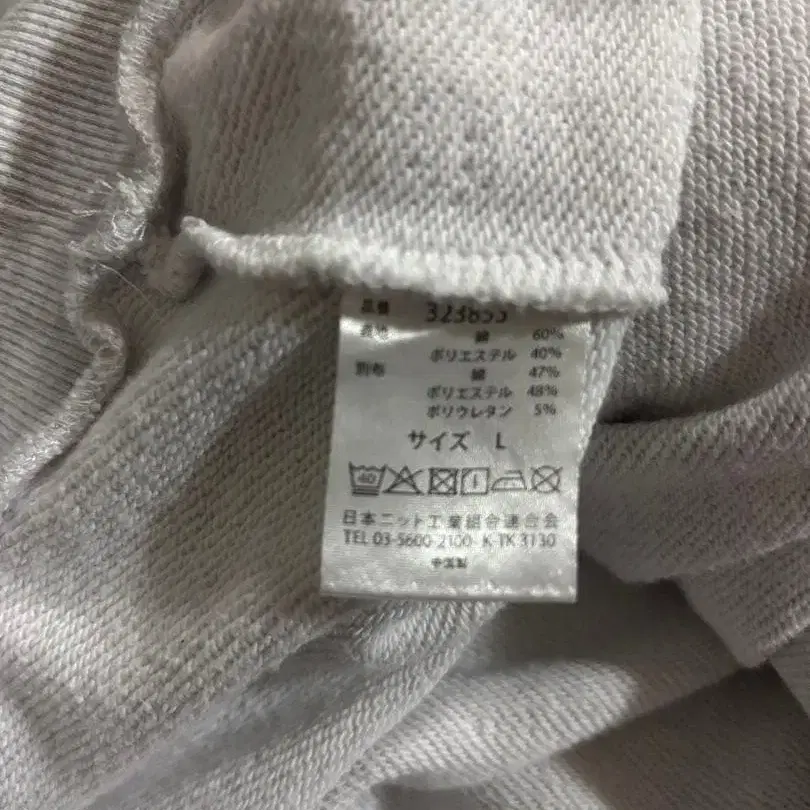 品番 323855
表地 綿 60%
ポリエステル 40%
別布 綿 47%
ポリエステル 48%
ポリウレタン 5%
サイズ L
40
日本ニット工業組合連合会
TEL 03-5600-2100 K-TK 3130
中国製